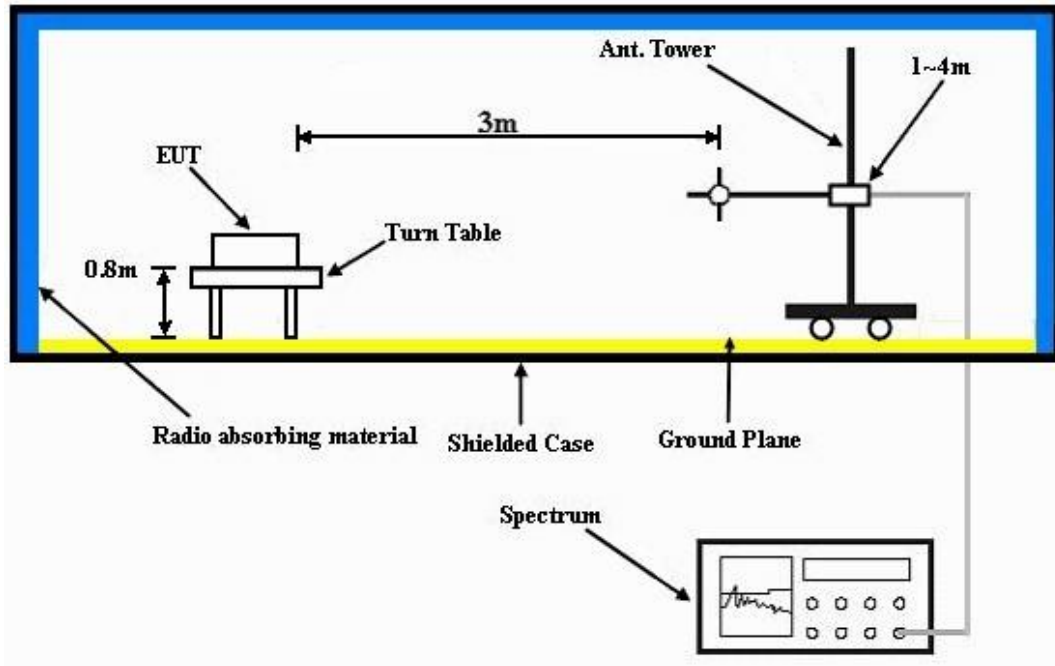 Ant. Tower
1~4m
3m
EUT
Turn Table
0.8m
Radio absorbing material
Shielded Case
Ground Plane
Spectrum